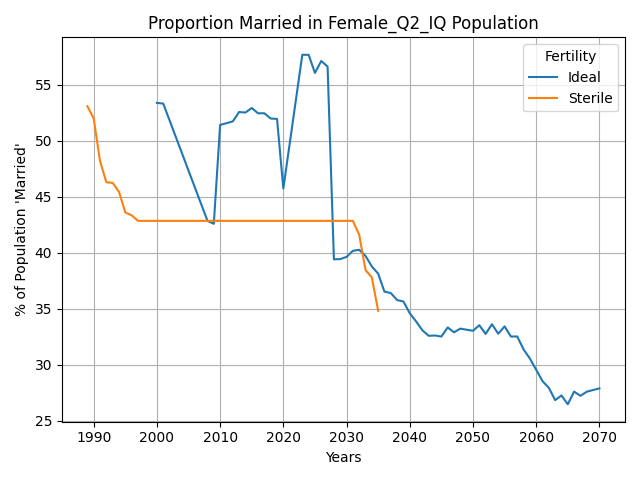 Proportion Married in Female_Q2_IQ Population
Fertility
Ideal
Sterile
% of Population 'Married'
55
50
45
40
35
30
25
1990
2000
2010
2020
2030
2040
2050
2060
2070
Years